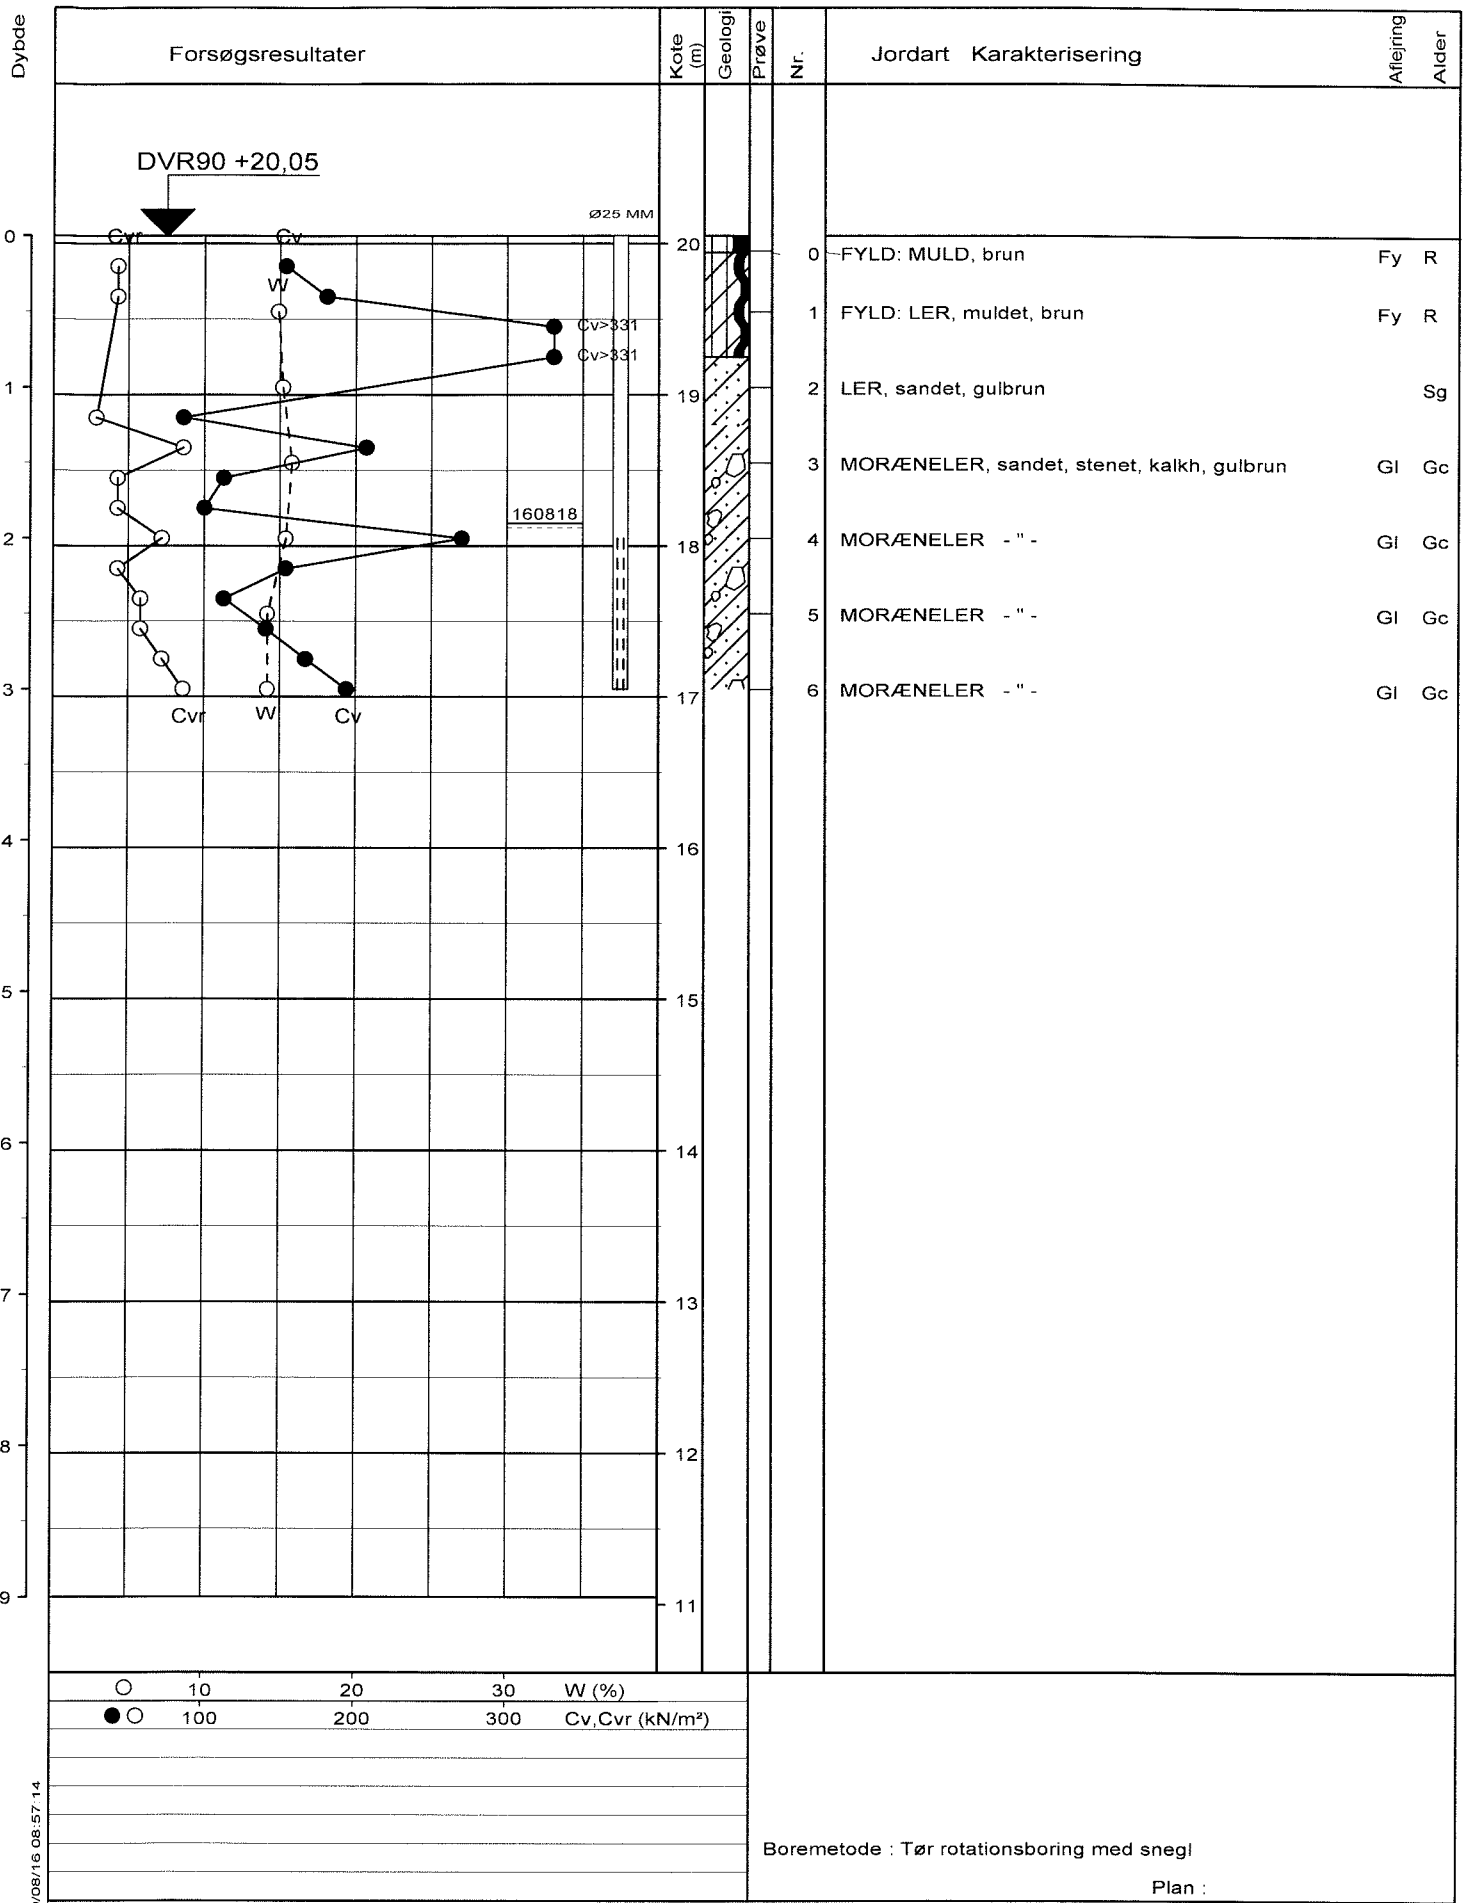 Dybde
Forsøgsresultater
Kote (m)
Geologi
Prøve
Nr.
Jordart Karakterisering
Aflejring
Alder
DVR90 +20,05
Ø25 MM
Cvr
Cv
W
Cv>331
Cv>331
160818
Cvr
W
Cv
0
1
2
3
4
5
6
7
8
9
20
19
18
17
16
15
14
13
12
11
0 FYLD: MULD, brun Fy R
1 FYLD: LER, muldet, brun Fy R
2 LER, sandet, gulbrun Sg
3 MORÆNELER, sandet, stenet, kalkh, gulbrun Gl Gc
4 MORÆNELER - " - Gl Gc
5 MORÆNELER - " - Gl Gc
6 MORÆNELER - " - Gl Gc
10 20 30 W (%)
100 200 300 Cv,Cvr (kN/m²)
/08/16 08:57:14
Boremetode : Tør rotationsboring med snegl
Plan :